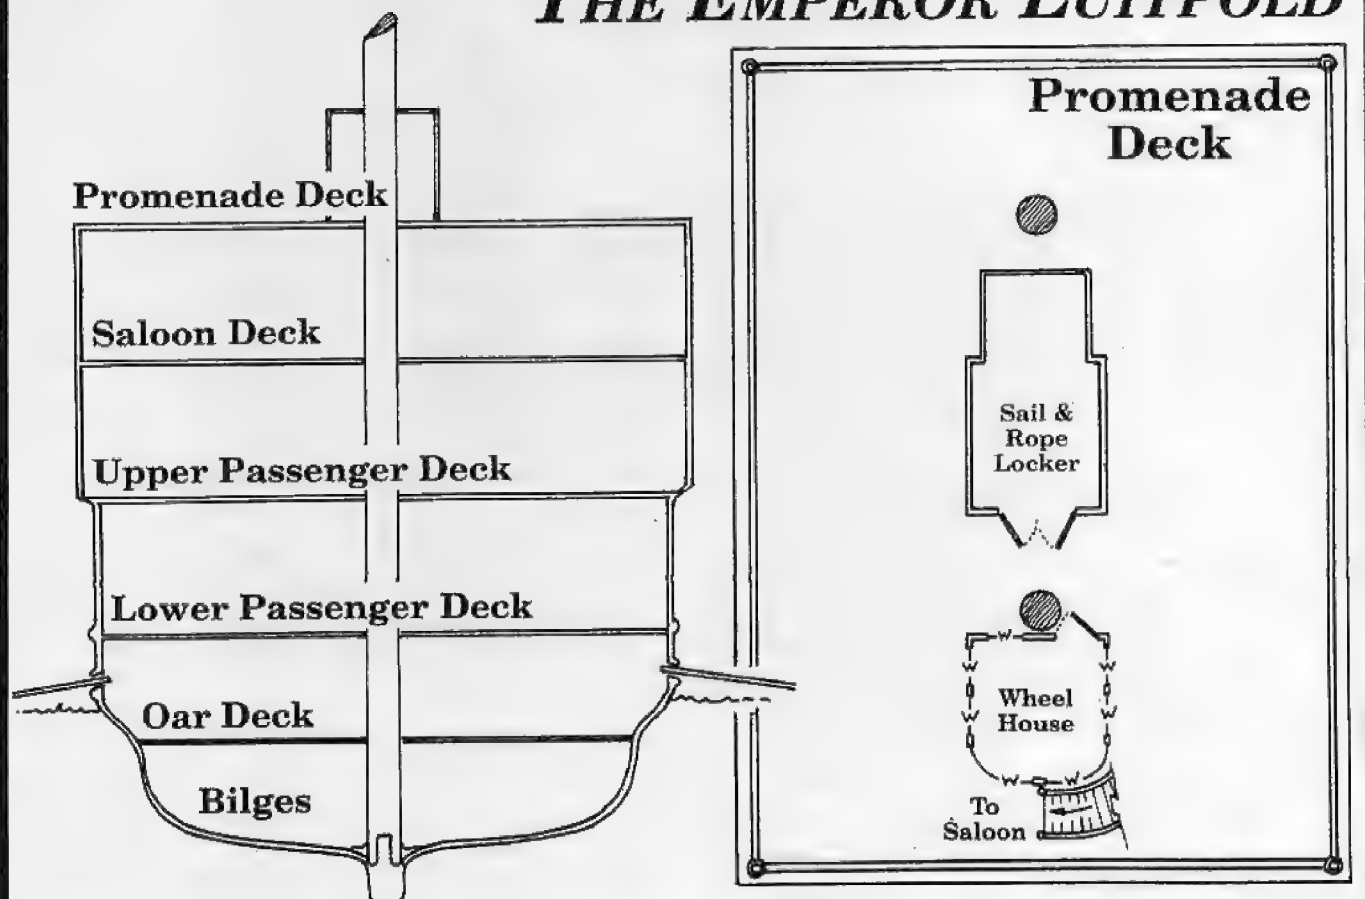 THE EMPEROR LUITPOLD
Promenade Deck
Saloon Deck
Upper Passenger Deck
Lower Passenger Deck
Oar Deck
Bilges
Promenade
Deck
Sail &
Rope
Locker
W
W
W
Wheel
House
W
W
W
W
To
Saloon